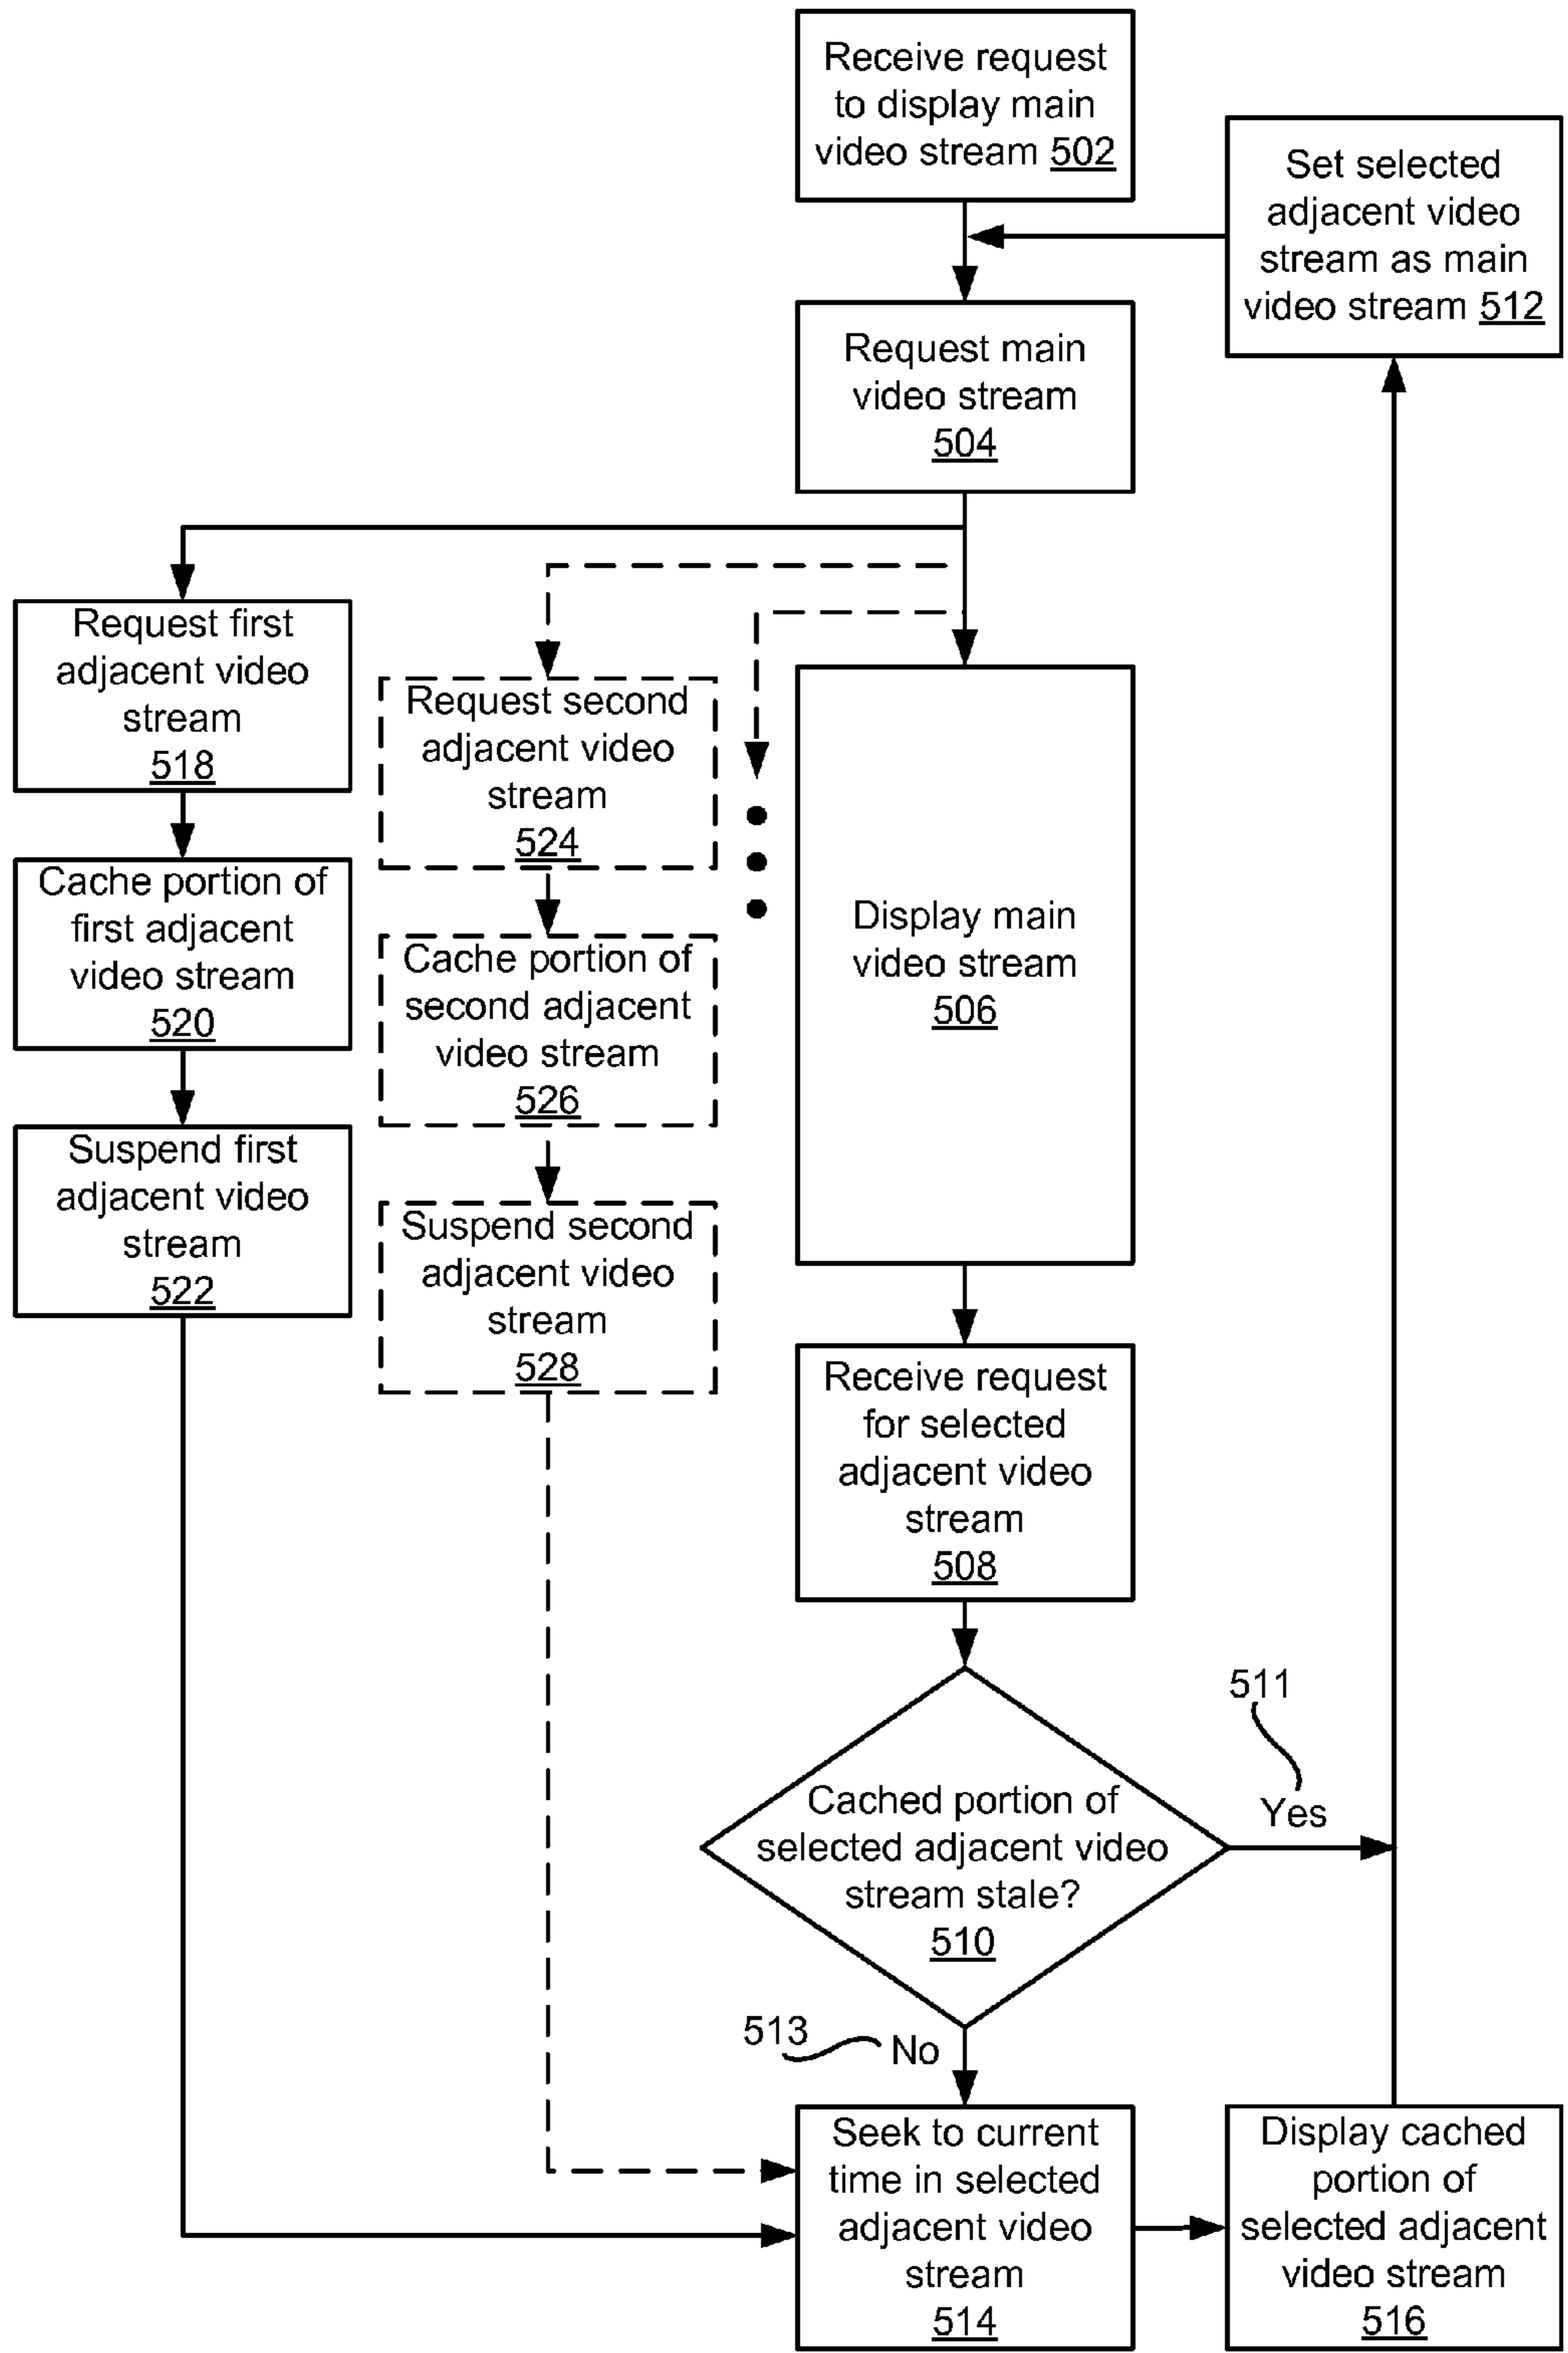 Receive request
to display main
video stream 502
Set selected
adjacent video
stream as main
video stream 512
Request main
video stream
504
Request first
adjacent video
stream
518
Request second
adjacent video
stream
524
Cache portion of
first adjacent
video stream
520
Cache portion of
second adjacent
video stream
526
Display main
video stream
506
Suspend first
adjacent video
stream
522
Suspend second
adjacent video
stream
528
Receive request
for selected
adjacent video
stream
508
511
Yes
Cached portion of
selected adjacent video
stream stale?
510
513
No
Seek to current
time in selected
adjacent video
stream
514
Display cached
portion of
selected adjacent
video stream
516